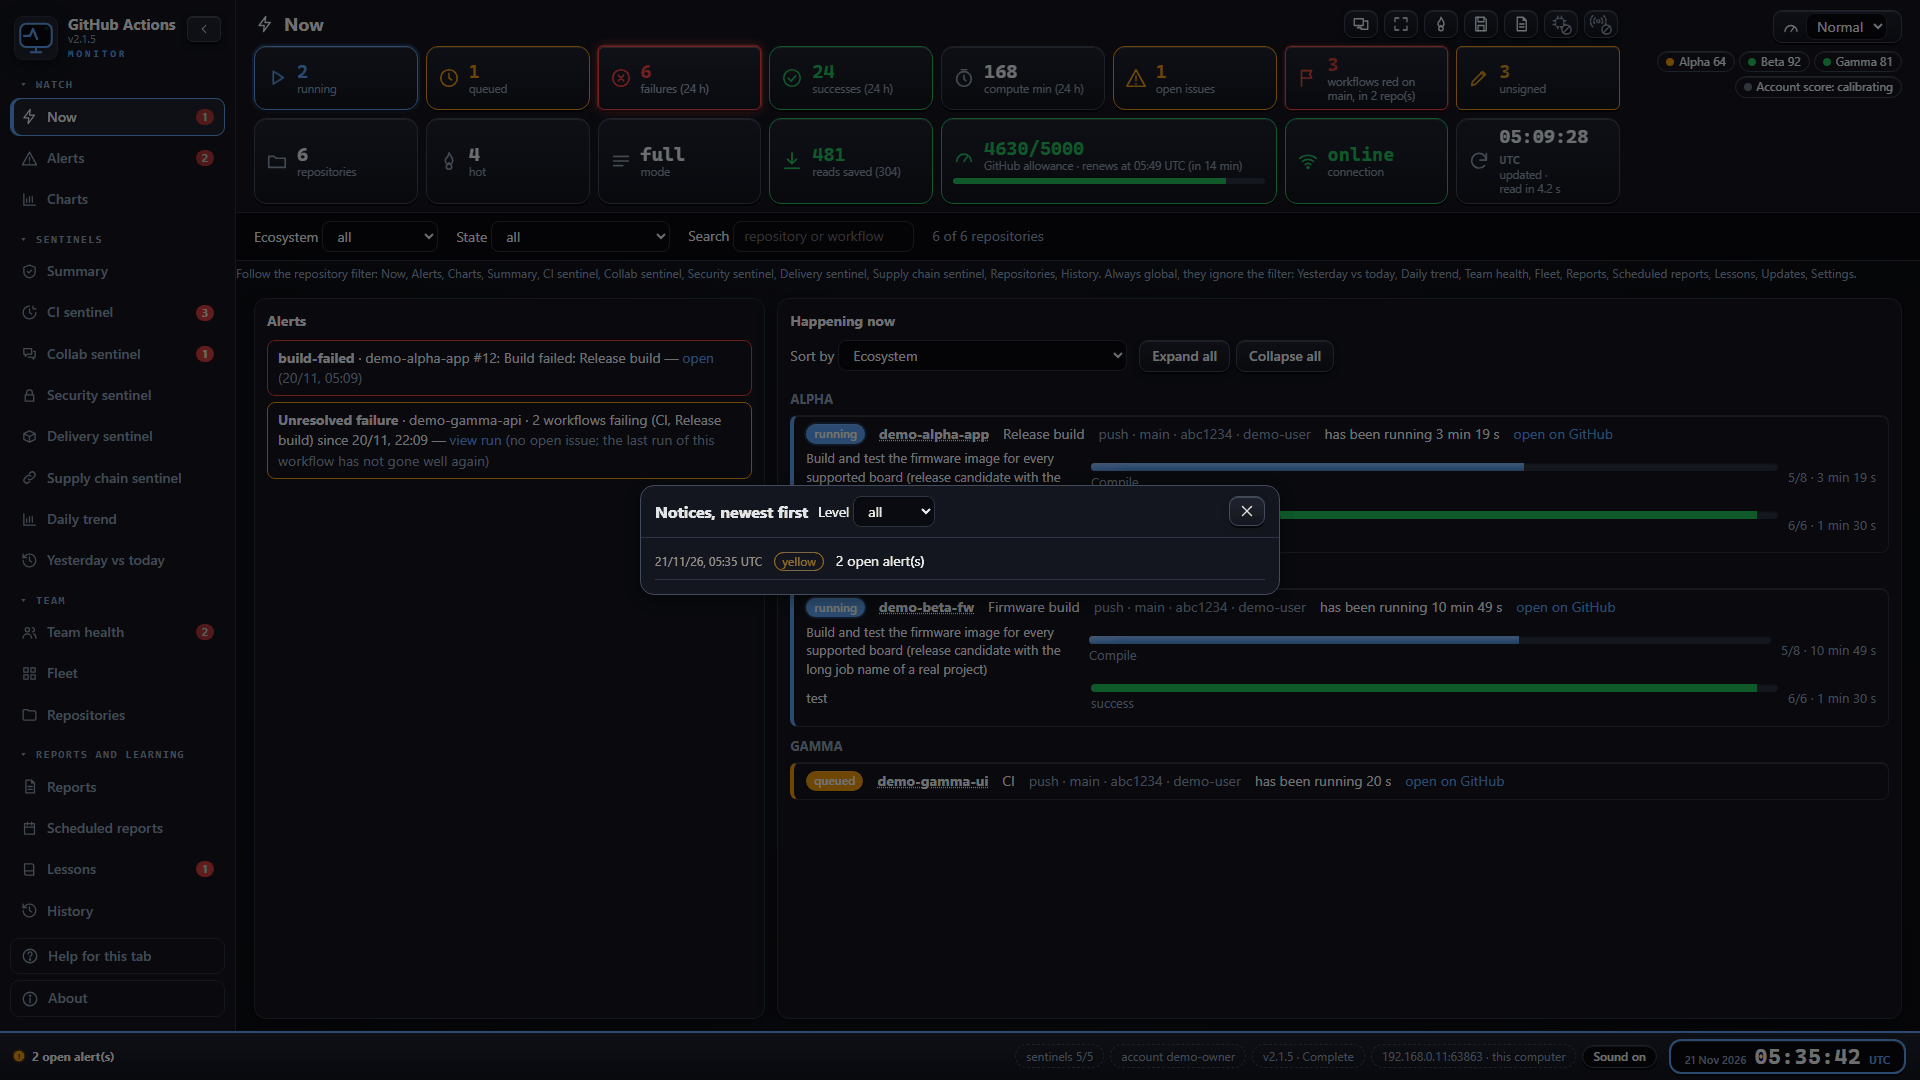 GitHub Actions
v2.1.5
MONITOR
WATCH
Now 1
Alerts 2
Charts
SENTINELS
Summary
CI sentinel 3
Collab sentinel 1
Security sentinel
Delivery sentinel
Supply chain sentinel
Daily trend
Yesterday vs today
TEAM
Team health 2
Fleet
Repositories
REPORTS AND LEARNING
Reports
Scheduled reports
Lessons 1
History
Help for this tab
About
Now
Normal
2
running
1
queued
6
failures (24 h)
24
successes (24 h)
168
compute min (24 h)
1
open issues
3
workflows red on
main, in 2 repo(s)
3
unsigned
Alpha 64
Beta 92
Gamma 81
Account score: calibrating
6
repositories
4
hot
full
mode
481
reads saved (304)
4630/5000
GitHub allowance · renews at 05:49 UTC (in 14 min)
online
connection
05:09:28
UTC
updated ·
read in 4.2 s
Ecosystem all State all Search repository or workflow 6 of 6 repositories
Follow the repository filter: Now, Alerts, Charts, Summary, CI sentinel, Collab sentinel, Security sentinel, Delivery sentinel, Supply chain sentinel, Repositories, History. Always global, they ignore the filter: Yesterday vs today, Daily trend, Team health, Fleet, Reports, Scheduled reports, Lessons, Updates, Settings.
Alerts
build-failed · demo-alpha-app #12: Build failed: Release build — open
(20/11, 05:09)
Unresolved failure · demo-gamma-api · 2 workflows failing (CI, Release
build) since 20/11, 22:09 — view run (no open issue; the last run of this
workflow has not gone well again)
Happening now
Sort by Ecosystem Expand all Collapse all
ALPHA
running demo-alpha-app Release build push · main · abc1234 · demo-user has been running 3 min 19 s open on GitHub
Build and test the firmware image for every
supported board (release candidate with the
Compile
5/8 · 3 min 19 s
6/6 · 1 min 30 s
Notices, newest first Level all
21/11/26, 05:35 UTC yellow 2 open alert(s)
running demo-beta-fw Firmware build push · main · abc1234 · demo-user has been running 10 min 49 s open on GitHub
Build and test the firmware image for every
supported board (release candidate with the
long job name of a real project)
Compile
5/8 · 10 min 49 s
test
success
6/6 · 1 min 30 s
GAMMA
queued demo-gamma-ui CI push · main · abc1234 · demo-user has been running 20 s open on GitHub
2 open alert(s)
sentinels 5/5
account demo-owner
v2.1.5 · Complete
192.168.0.11:63863 · this computer
Sound on
21 Nov 2026 05:35:42 UTC